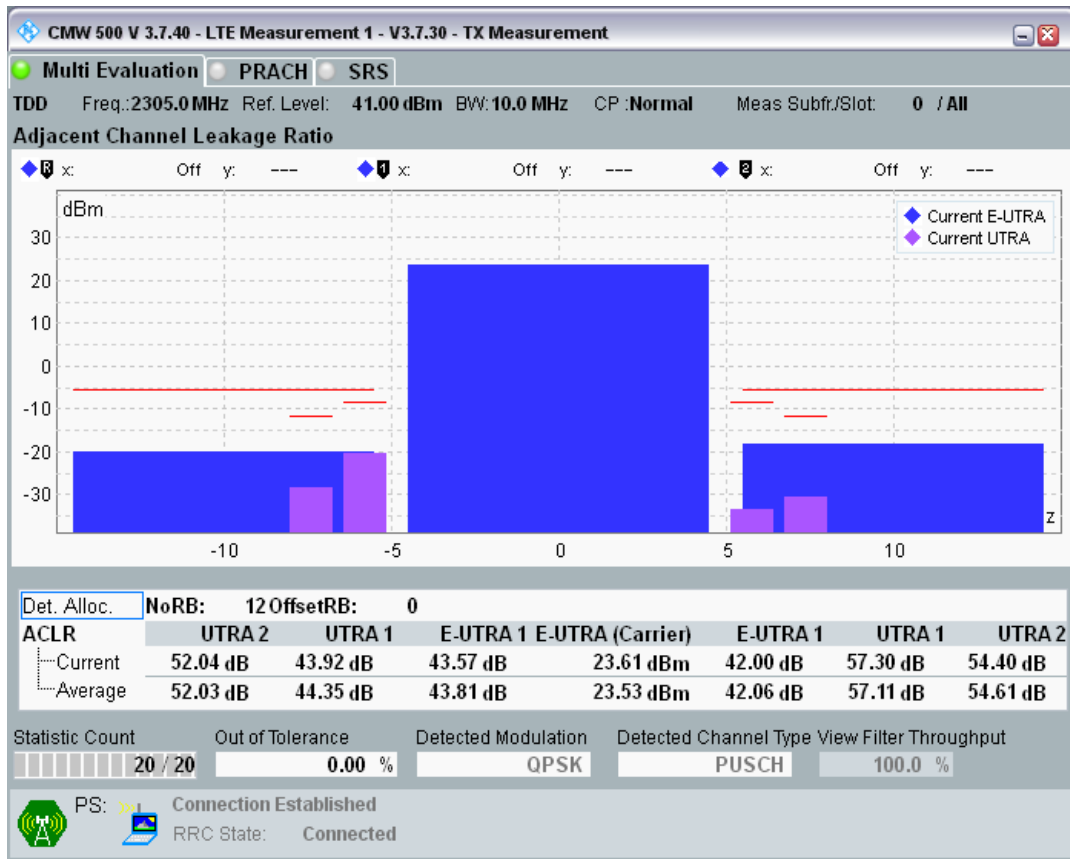 CMW 500 V 3.7.40 - LTE Measurement 1 - V3.7.30 - TX Measurement
Multi Evaluation PRACH SRS
TDD Freq.:2305.0 MHz Ref. Level: 41.00 dBm BW:10.0 MHz CP :Normal Meas Subfr./Slot: 0 / All
Adjacent Channel Leakage Ratio
R x: Off y: --- 1 x: Off y: --- 2 x: Off y: ---
dBm
Current E-UTRA
Current UTRA
30
20
10
0
-10
-20
-30
z
-10 -5 0 5 10
Det. Alloc. NoRB: 12 OffsetRB: 0
ACLR UTRA 2 UTRA 1 E-UTRA 1 E-UTRA (Carrier) E-UTRA 1 UTRA 1 UTRA 2
Current 52.04 dB 43.92 dB 43.57 dB 23.61 dBm 42.00 dB 57.30 dB 54.40 dB
Average 52.03 dB 44.35 dB 43.81 dB 23.53 dBm 42.06 dB 57.11 dB 54.61 dB
Statistic Count Out of Tolerance Detected Modulation Detected Channel Type View Filter Throughput
20 / 20 0.00 % QPSK PUSCH 100.0 %
PS: Connection Established
RRC State: Connected